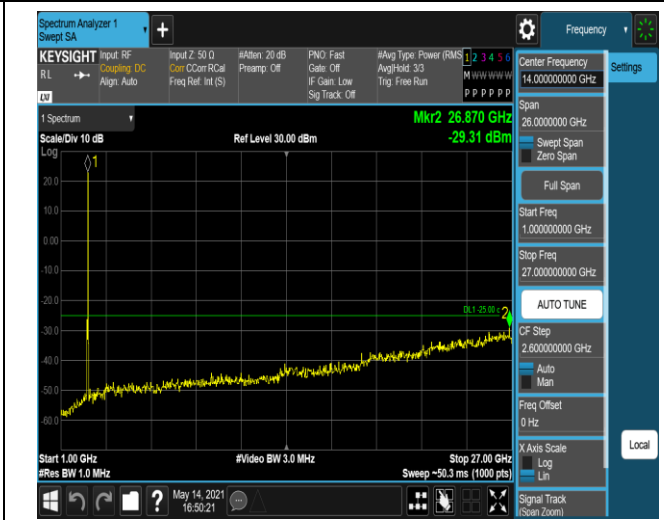 Spectrum Analyzer 1
Swept SA
+
Frequency
KEYSIGHT
RL
LXI
Input: RF
Coupling: DC
Align: Auto
Input Z: 50 Ω
Corr CCorr RCal
Freq Ref: Int (S)
#Atten: 20 dB
Preamp: Off
PNO: Fast
Gate: Off
IF Gain: Low
Sig Track: Off
#Avg Type: Power (RMS
Avg|Hold: 3/3
Trig: Free Run
1 2 3 4 5 6
M W W W W W
P P P P P P
Center Frequency
14.000000000 GHz
Settings
Span
26.0000000 GHz
Swept Span
Zero Span
Full Span
Start Freq
1.000000000 GHz
Stop Freq
27.000000000 GHz
AUTO TUNE
CF Step
2.600000000 GHz
Auto
Man
Freq Offset
0 Hz
X Axis Scale
Log
Lin
Local
Signal Track
(Span Zoom)
1 Spectrum
Mkr2 26.870 GHz
Scale/Div 10 dB
Ref Level 30.00 dBm
-29.31 dBm
Log
1
20.0
10.0
0.00
-10.0
-20.0
DL1 -25.00
2
-30.0
-40.0
-50.0
-60.0
Start 1.00 GHz
#Video BW 3.0 MHz
Stop 27.00 GHz
#Res BW 1.0 MHz
Sweep ~50.3 ms (1000 pts)
?
May 14, 2021
16:50:21